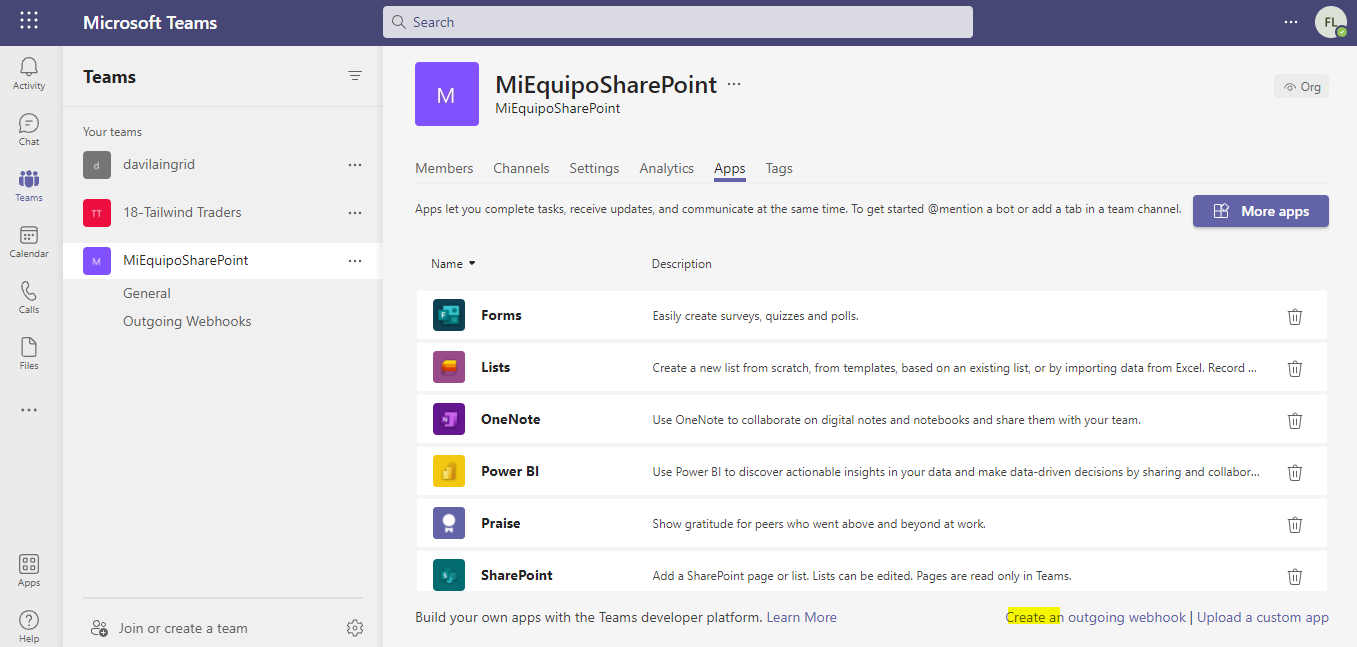 Microsoft Teams
Search
FL
Activity
Chat
Teams
Calendar
Calls
Files
Apps
Help
Teams
Your teams
d davilaingrid
TT 18-Tailwind Traders
M MiEquipoSharePoint
General
Outgoing Webhooks
Join or create a team
M
MiEquipoSharePoint
MiEquipoSharePoint
Org
Members Channels Settings Analytics Apps Tags
Apps let you complete tasks, receive updates, and communicate at the same time. To get started @mention a bot or add a tab in a team channel.
More apps
Name Description
Forms Easily create surveys, quizzes and polls.
Lists Create a new list from scratch, from templates, based on an existing list, or by importing data from Excel. Record ...
OneNote Use OneNote to collaborate on digital notes and notebooks and share them with your team.
Power BI Use Power BI to discover actionable insights in your data and make data-driven decisions by sharing and collabor...
Praise Show gratitude for peers who went above and beyond at work.
SharePoint Add a SharePoint page or list. Lists can be edited. Pages are read only in Teams.
Build your own apps with the Teams developer platform. Learn More
Create an outgoing webhook | Upload a custom app